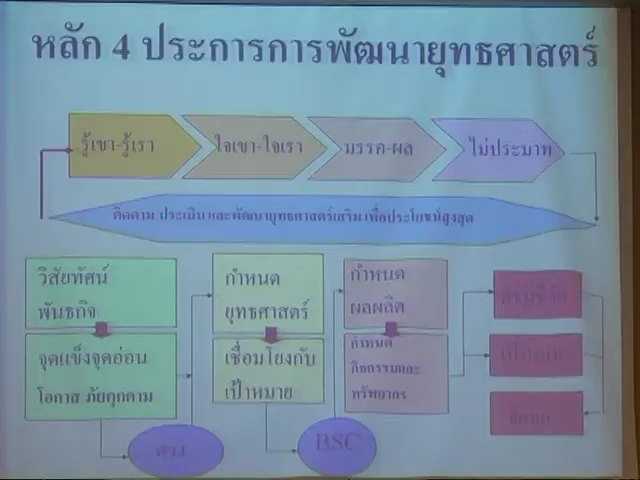 หลัก 4 ประการการพัฒนายุทธศาสตร์
รู้เขา-รู้เรา
ใจเขา-ใจเรา
มรรค-ผล
ไม่ประมาท
ติดตาม ประเมิน และพัฒนายุทธศาสตร์เสริม เพื่อประโยชน์สูงสุด
วิสัยทัศน์
พันธกิจ
จุดแข็งจุดอ่อน
โอกาส ภัยคุกคาม
กำหนด
ยุทธศาสตร์
เชื่อมโยงกับ
เป้าหมาย
กำหนด
ผลผลิต
กำหนด
กิจกรรมและ
ทรัพยากร
BSC